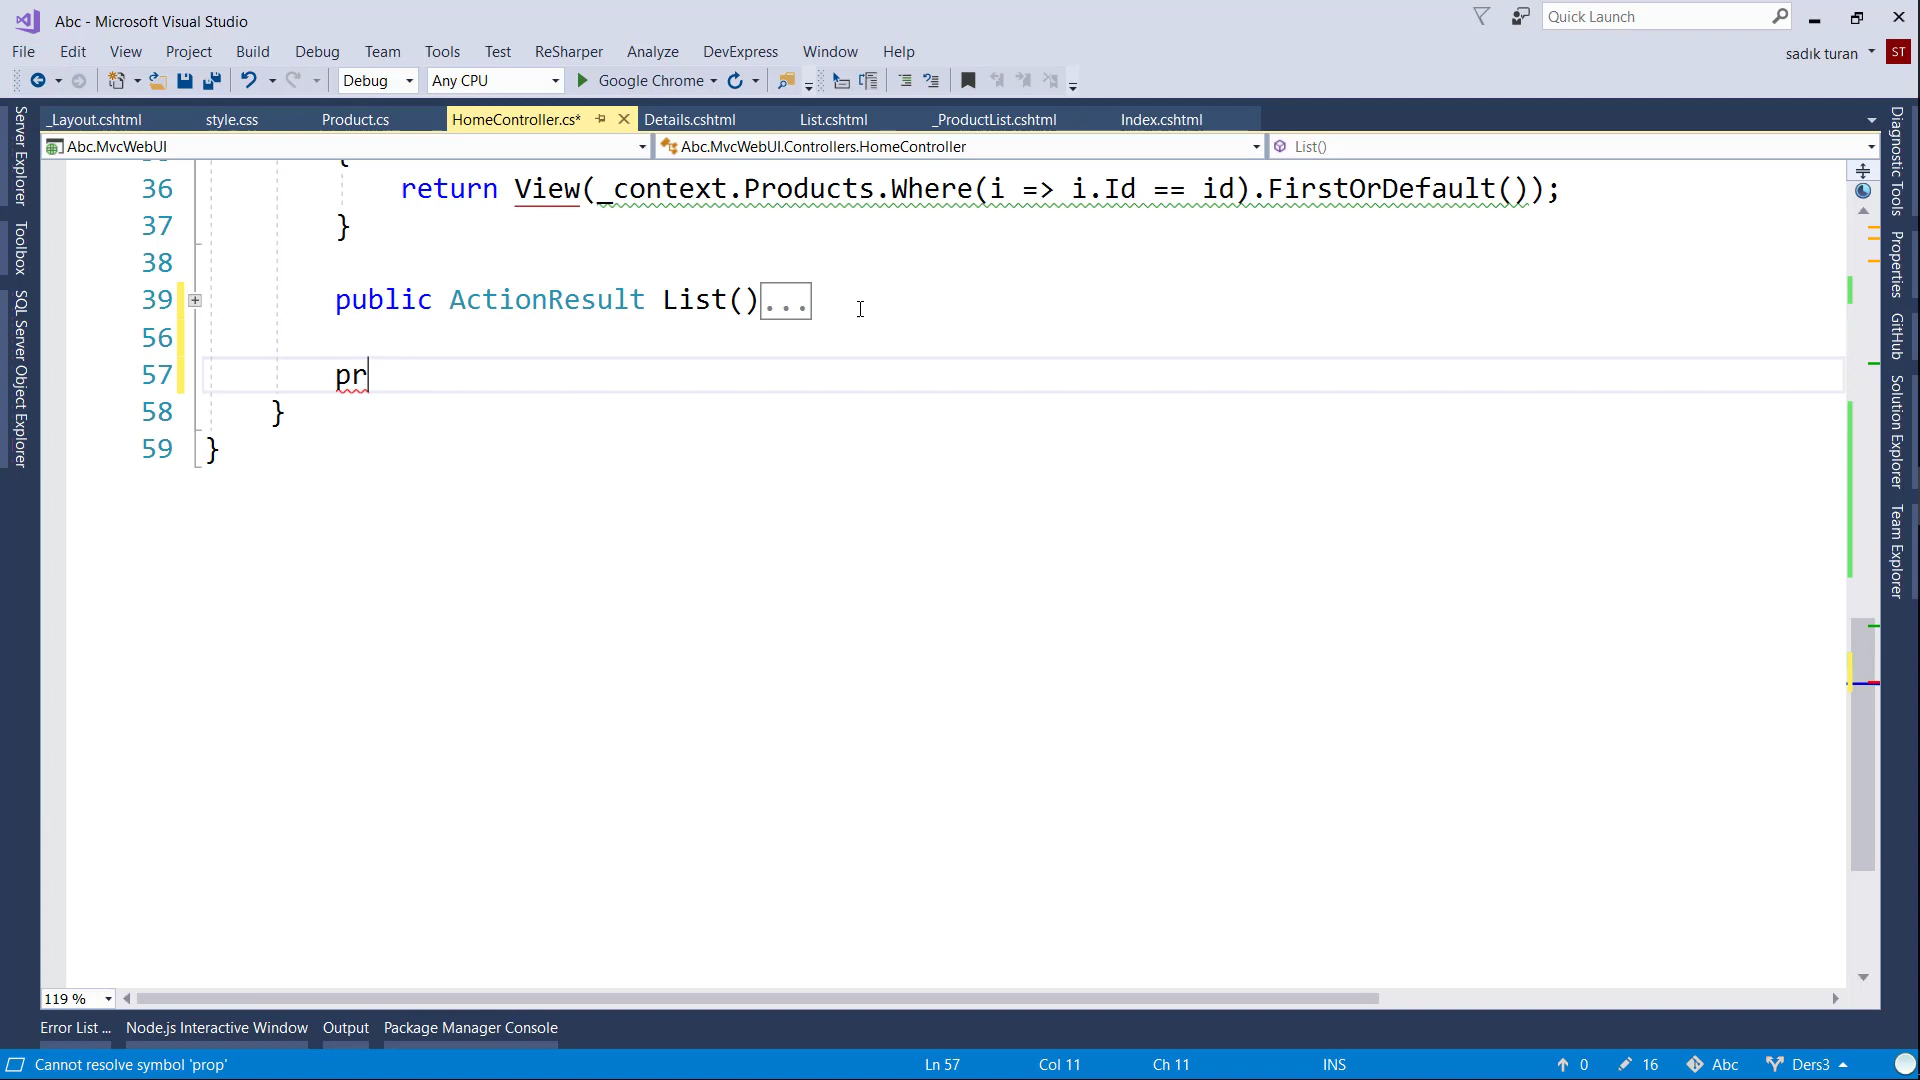 Abc - Microsoft Visual Studio
Quick Launch
File Edit View Project Build Debug Team Tools Test ReSharper Analyze DevExpress Window Help
sadık turan ST
Debug Any CPU Google Chrome
_Layout.cshtml style.css Product.cs HomeController.cs* Details.cshtml List.cshtml _ProductList.cshtml Index.cshtml
Abc.MvcWebUI Abc.MvcWebUI.Controllers.HomeController List()
Server Explorer
Toolbox
SQL Server Object Explorer
{
36 return View(_context.Products.Where(i => i.Id == id).FirstOrDefault());
37 }
38
39 public ActionResult List()...
56
57 pr
58 }
59 }
Diagnostic Tools
Properties
GitHub
Solution Explorer
Team Explorer
119 %
Error List ... Node.js Interactive Window Output Package Manager Console
Cannot resolve symbol 'prop' Ln 57 Col 11 Ch 11 INS 0 16 Abc Ders3